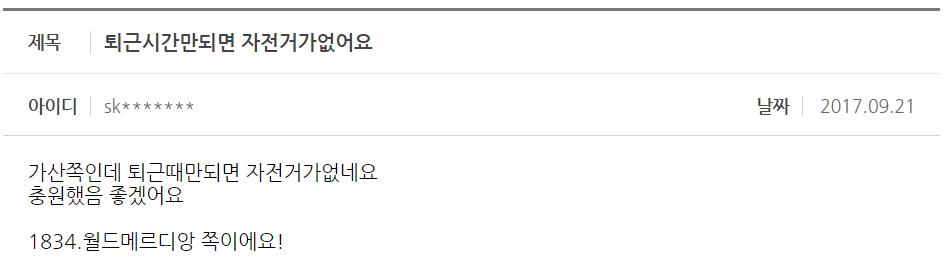 제목 퇴근시간만되면 자전거가없어요
아이디 sk******* 날짜 2017.09.21
가산쪽인데 퇴근때만되면 자전거가없네요
충원했음 좋겠어요
1834.월드메르디앙 쪽이에요!